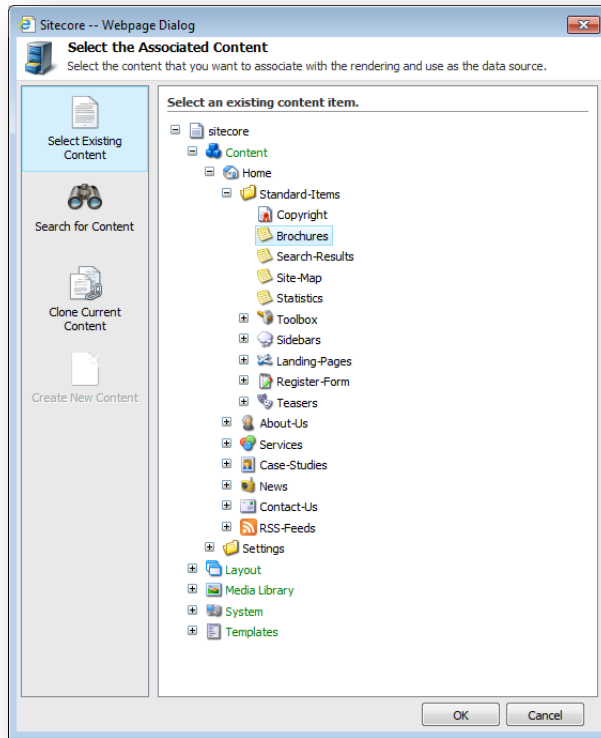 Sitecore -- Webpage Dialog
Select the Associated Content
Select the content that you want to associate with the rendering and use as the data source.
Select Existing
Content
Search for Content
Clone Current
Content
Create New Content
Select an existing content item.
sitecore
Content
Home
Standard-Items
Copyright
Brochures
Search-Results
Site-Map
Statistics
Toolbox
Sidebars
Landing-Pages
Register-Form
Teasers
About-Us
Services
Case-Studies
News
Contact-Us
RSS-Feeds
Settings
Layout
Media Library
System
Templates
OK
Cancel